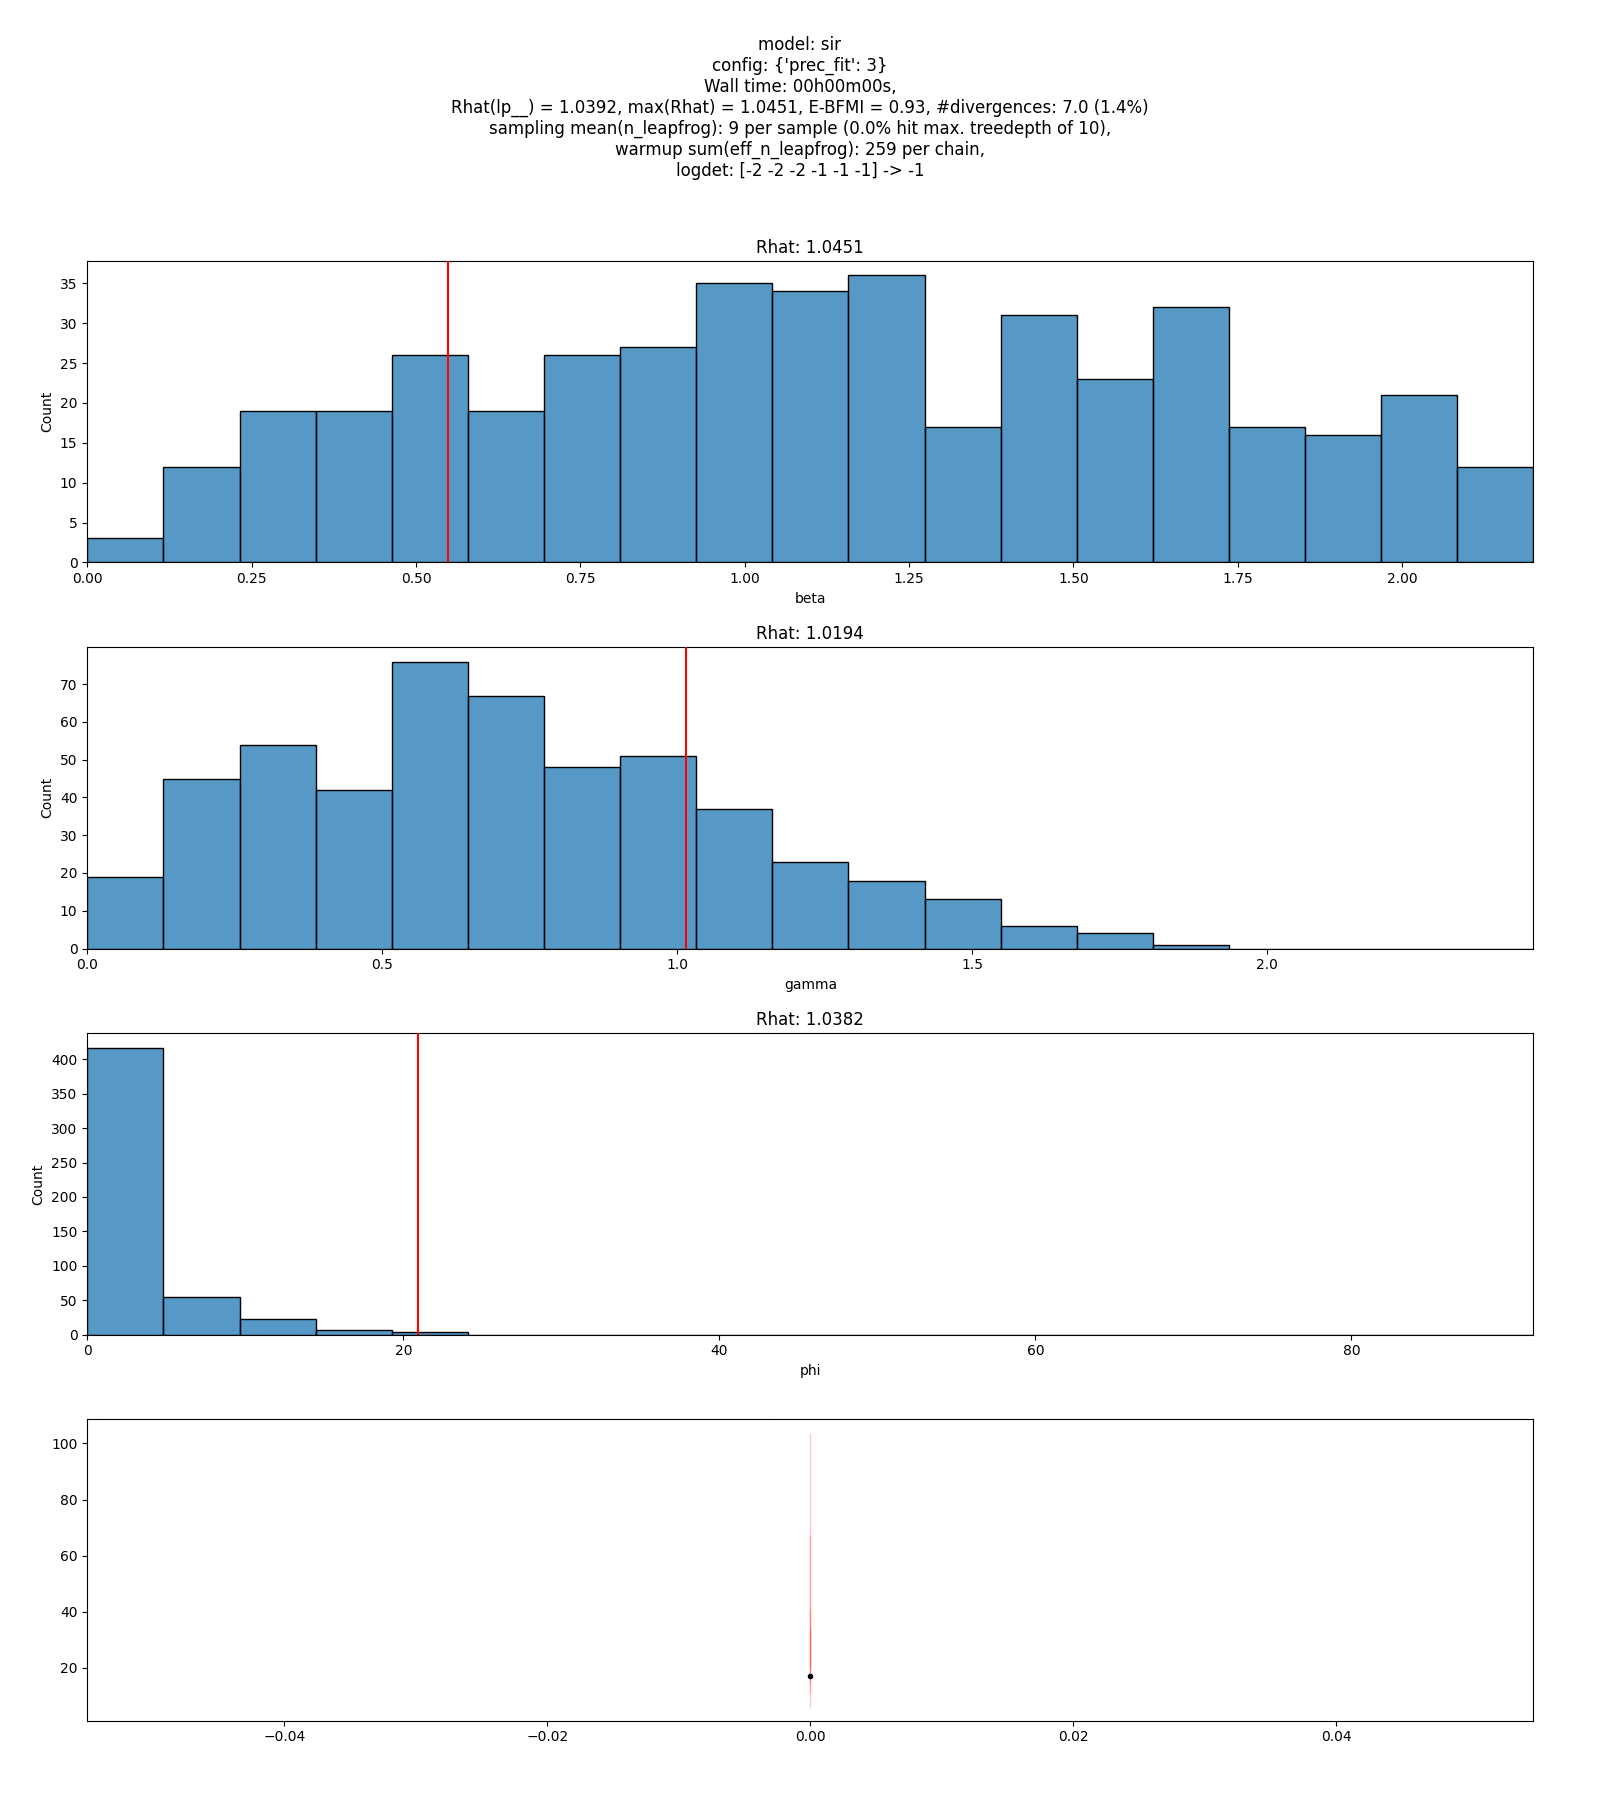 model: sir
config: {'prec_fit': 3}
Wall time: 00h00m00s,
Rhat(lp__) = 1.0392, max(Rhat) = 1.0451, E-BFMI = 0.93, #divergences: 7.0 (1.4%)
sampling mean(n_leapfrog): 9 per sample (0.0% hit max. treedepth of 10),
warmup sum(eff_n_leapfrog): 259 per chain,
logdet: [-2 -2 -2 -1 -1 -1] -> -1
Rhat: 1.0451
35
30
25
20
15
10
5
0
Count
0.00 0.25 0.50 0.75 1.00 1.25 1.50 1.75 2.00
beta
Rhat: 1.0194
70
60
50
40
30
20
10
0
Count
0.0 0.5 1.0 1.5 2.0
gamma
Rhat: 1.0382
400
350
300
250
200
150
100
50
0
Count
0 20 40 60 80
phi
100
80
60
40
20
−0.04 −0.02 0.00 0.02 0.04